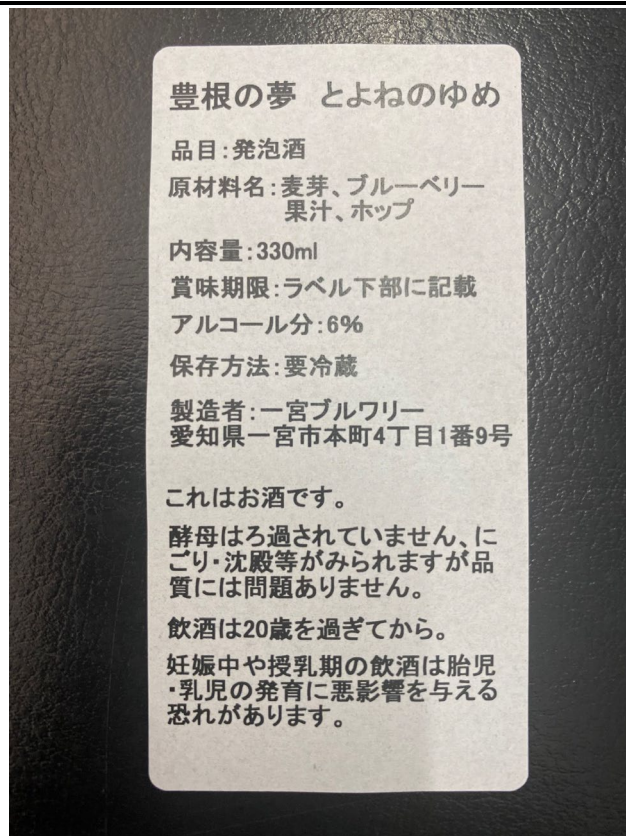 豊根の夢　とよねのゆめ
品目:発泡酒
原材料名:麦芽、ブルーベリー
果汁、ホップ
内容量:330ml
賞味期限:ラベル下部に記載
アルコール分:6%
保存方法:要冷蔵
製造者:一宮ブルワリー
愛知県一宮市本町4丁目1番9号
これはお酒です。
酵母はろ過されていません、に
ごり・沈殿等がみられますが品
質には問題ありません。
飲酒は20歳を過ぎてから。
妊娠中や授乳期の飲酒は胎児
・乳児の発育に悪影響を与える
恐れがあります。